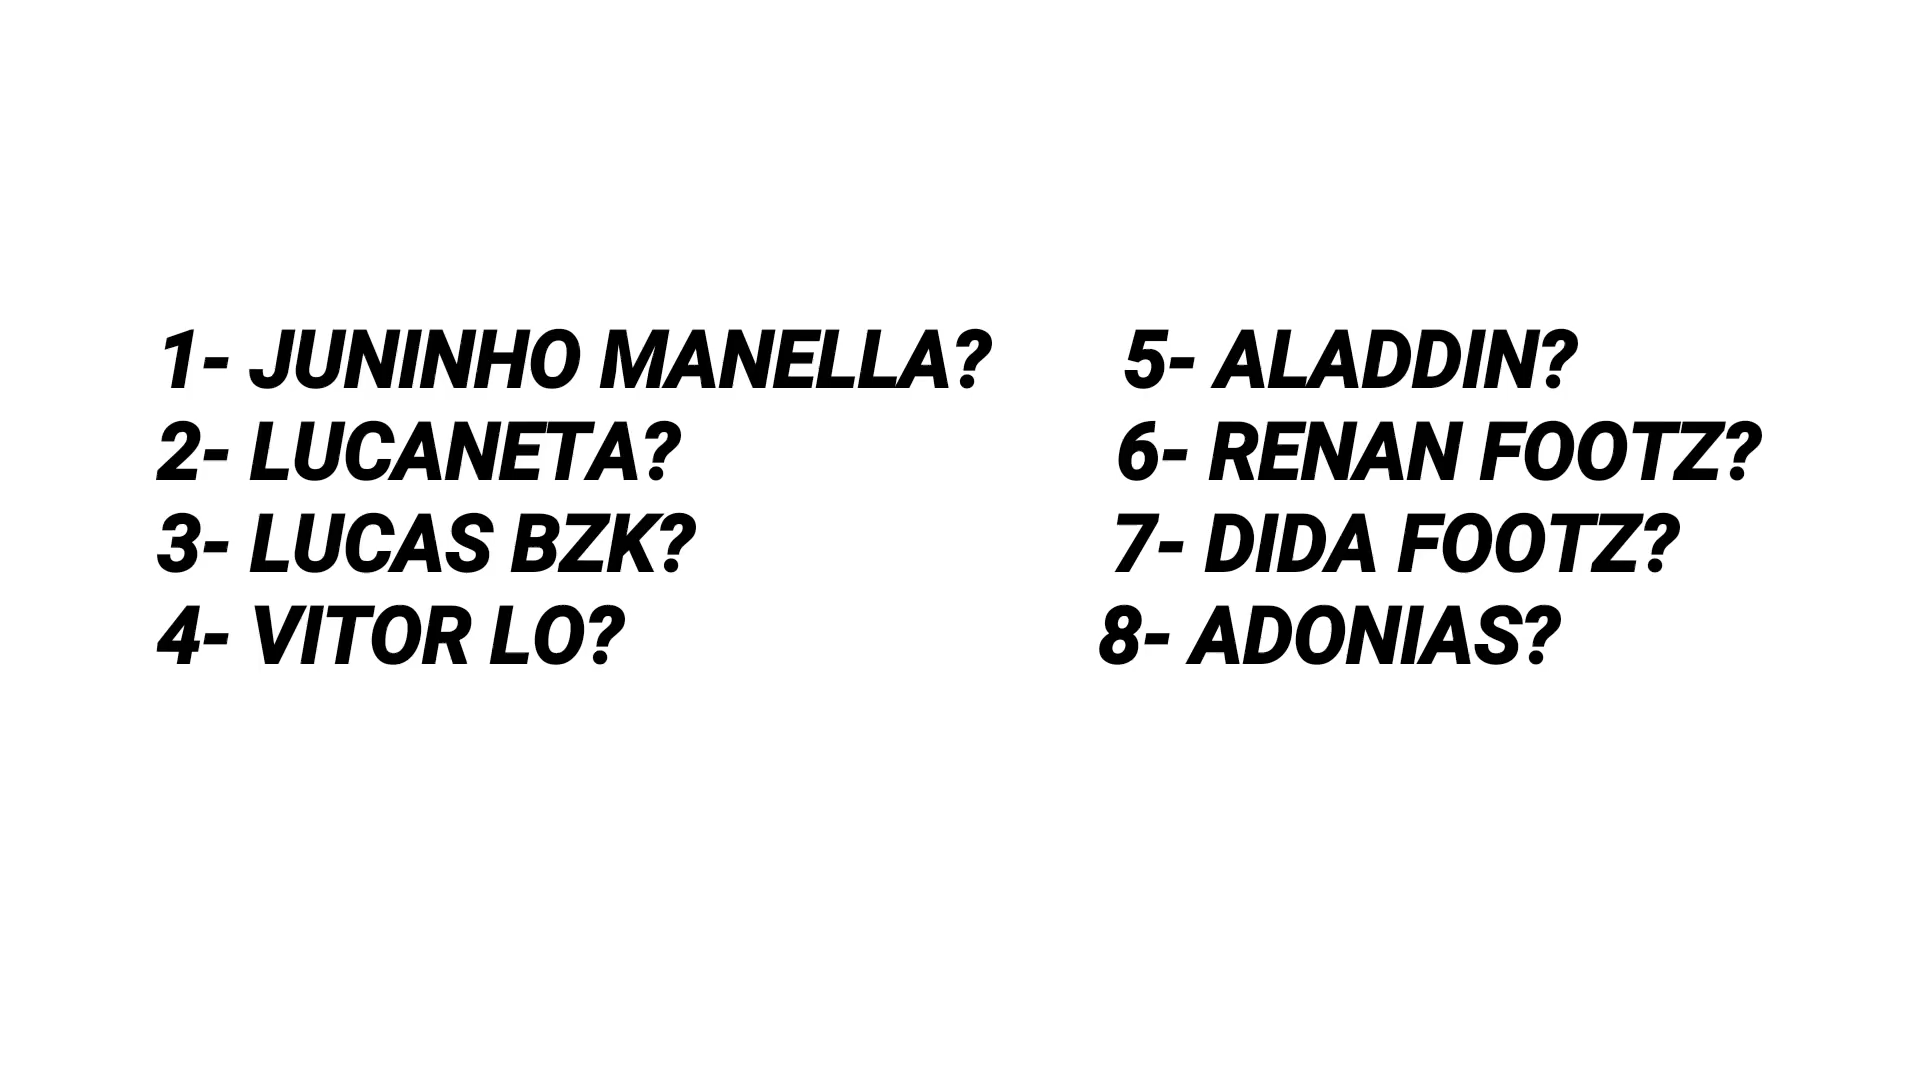 1- JUNINHO MANELLA?
2- LUCANETA?
3- LUCAS BZK?
4- VITOR LO?
5- ALADDIN?
6- RENAN FOOTZ?
7- DIDA FOOTZ?
8- ADONIAS?